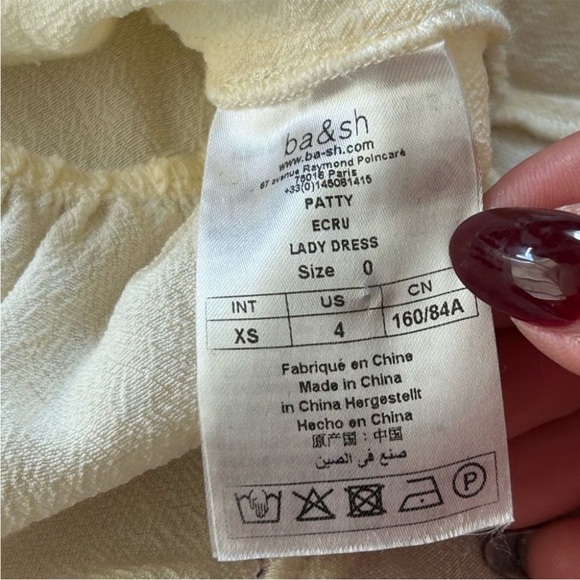 ba&sh
www.ba-sh.com
67 avenue Raymond Poincaré
75016 Paris
+33(0)145061415
PATTY
ECRU
LADY DRESS
Size 0
INT US CN
XS 4 160/84A
Fabriqué en Chine
Made in China
in China Hergestellt
Hecho en China
原产国：中国
صنع في الصين
P